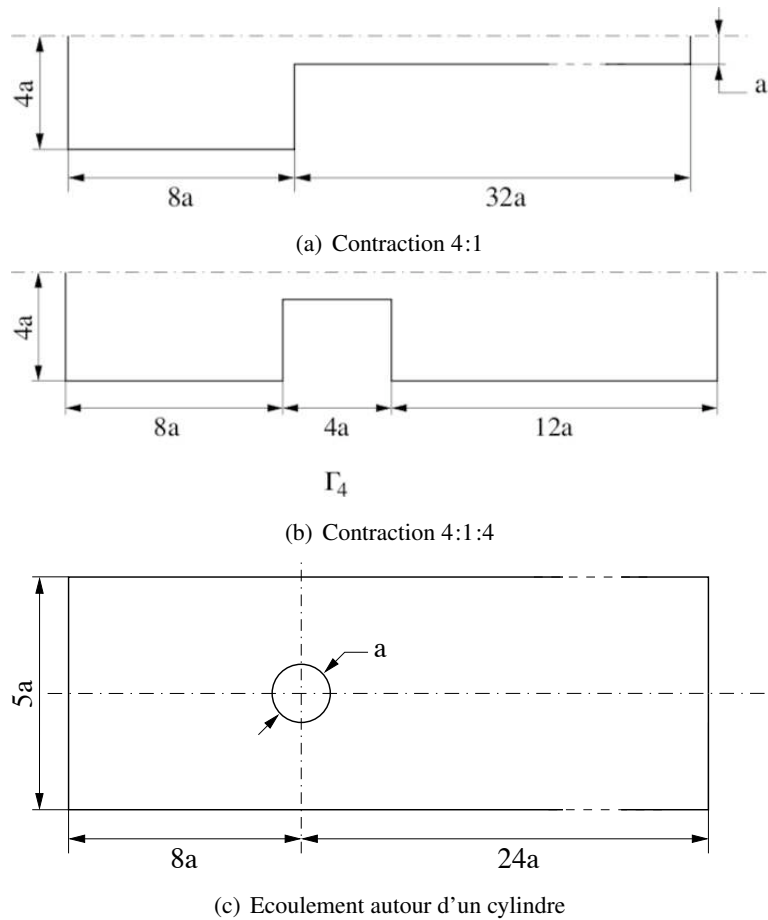 4a
a
8a
32a
(a) Contraction 4:1
4a
8a
4a
12a
Γ4
(b) Contraction 4:1:4
a
5a
8a
24a
(c) Ecoulement autour d'un cylindre